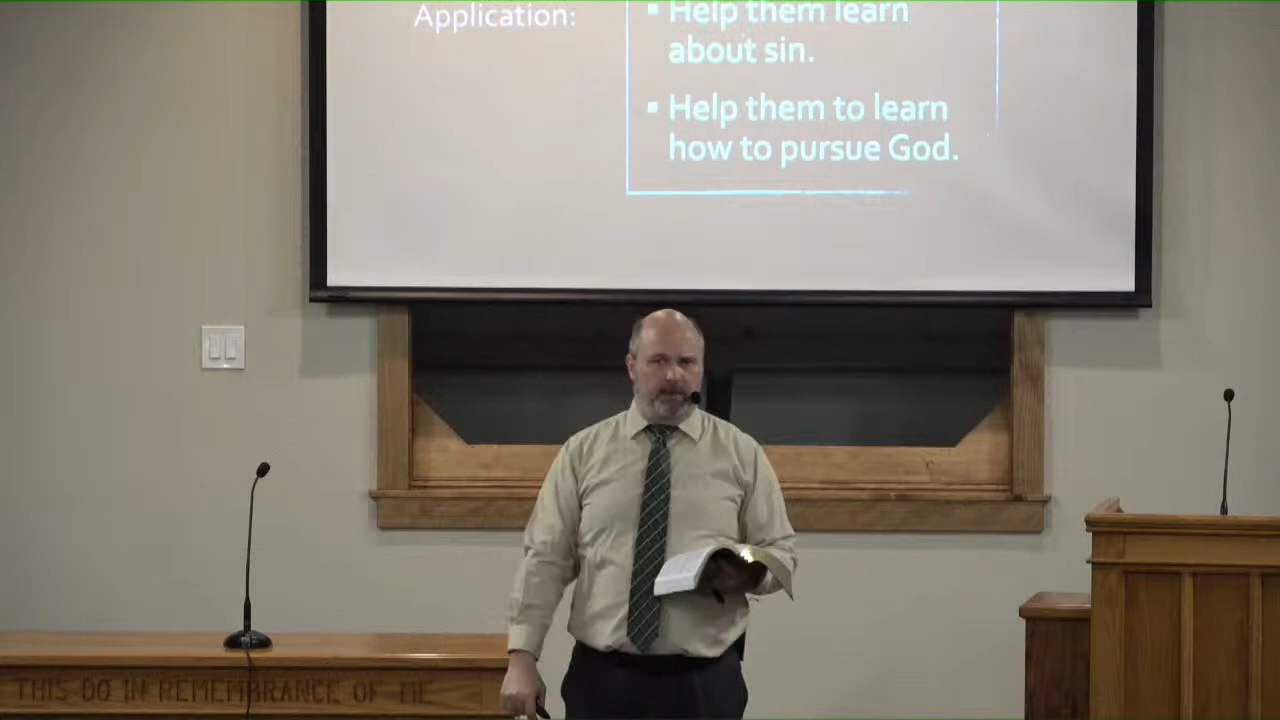 Application:
▪ Help them learn
about sin.
▪ Help them to learn
how to pursue God.
THIS DO IN REMEMBRANCE OF ME